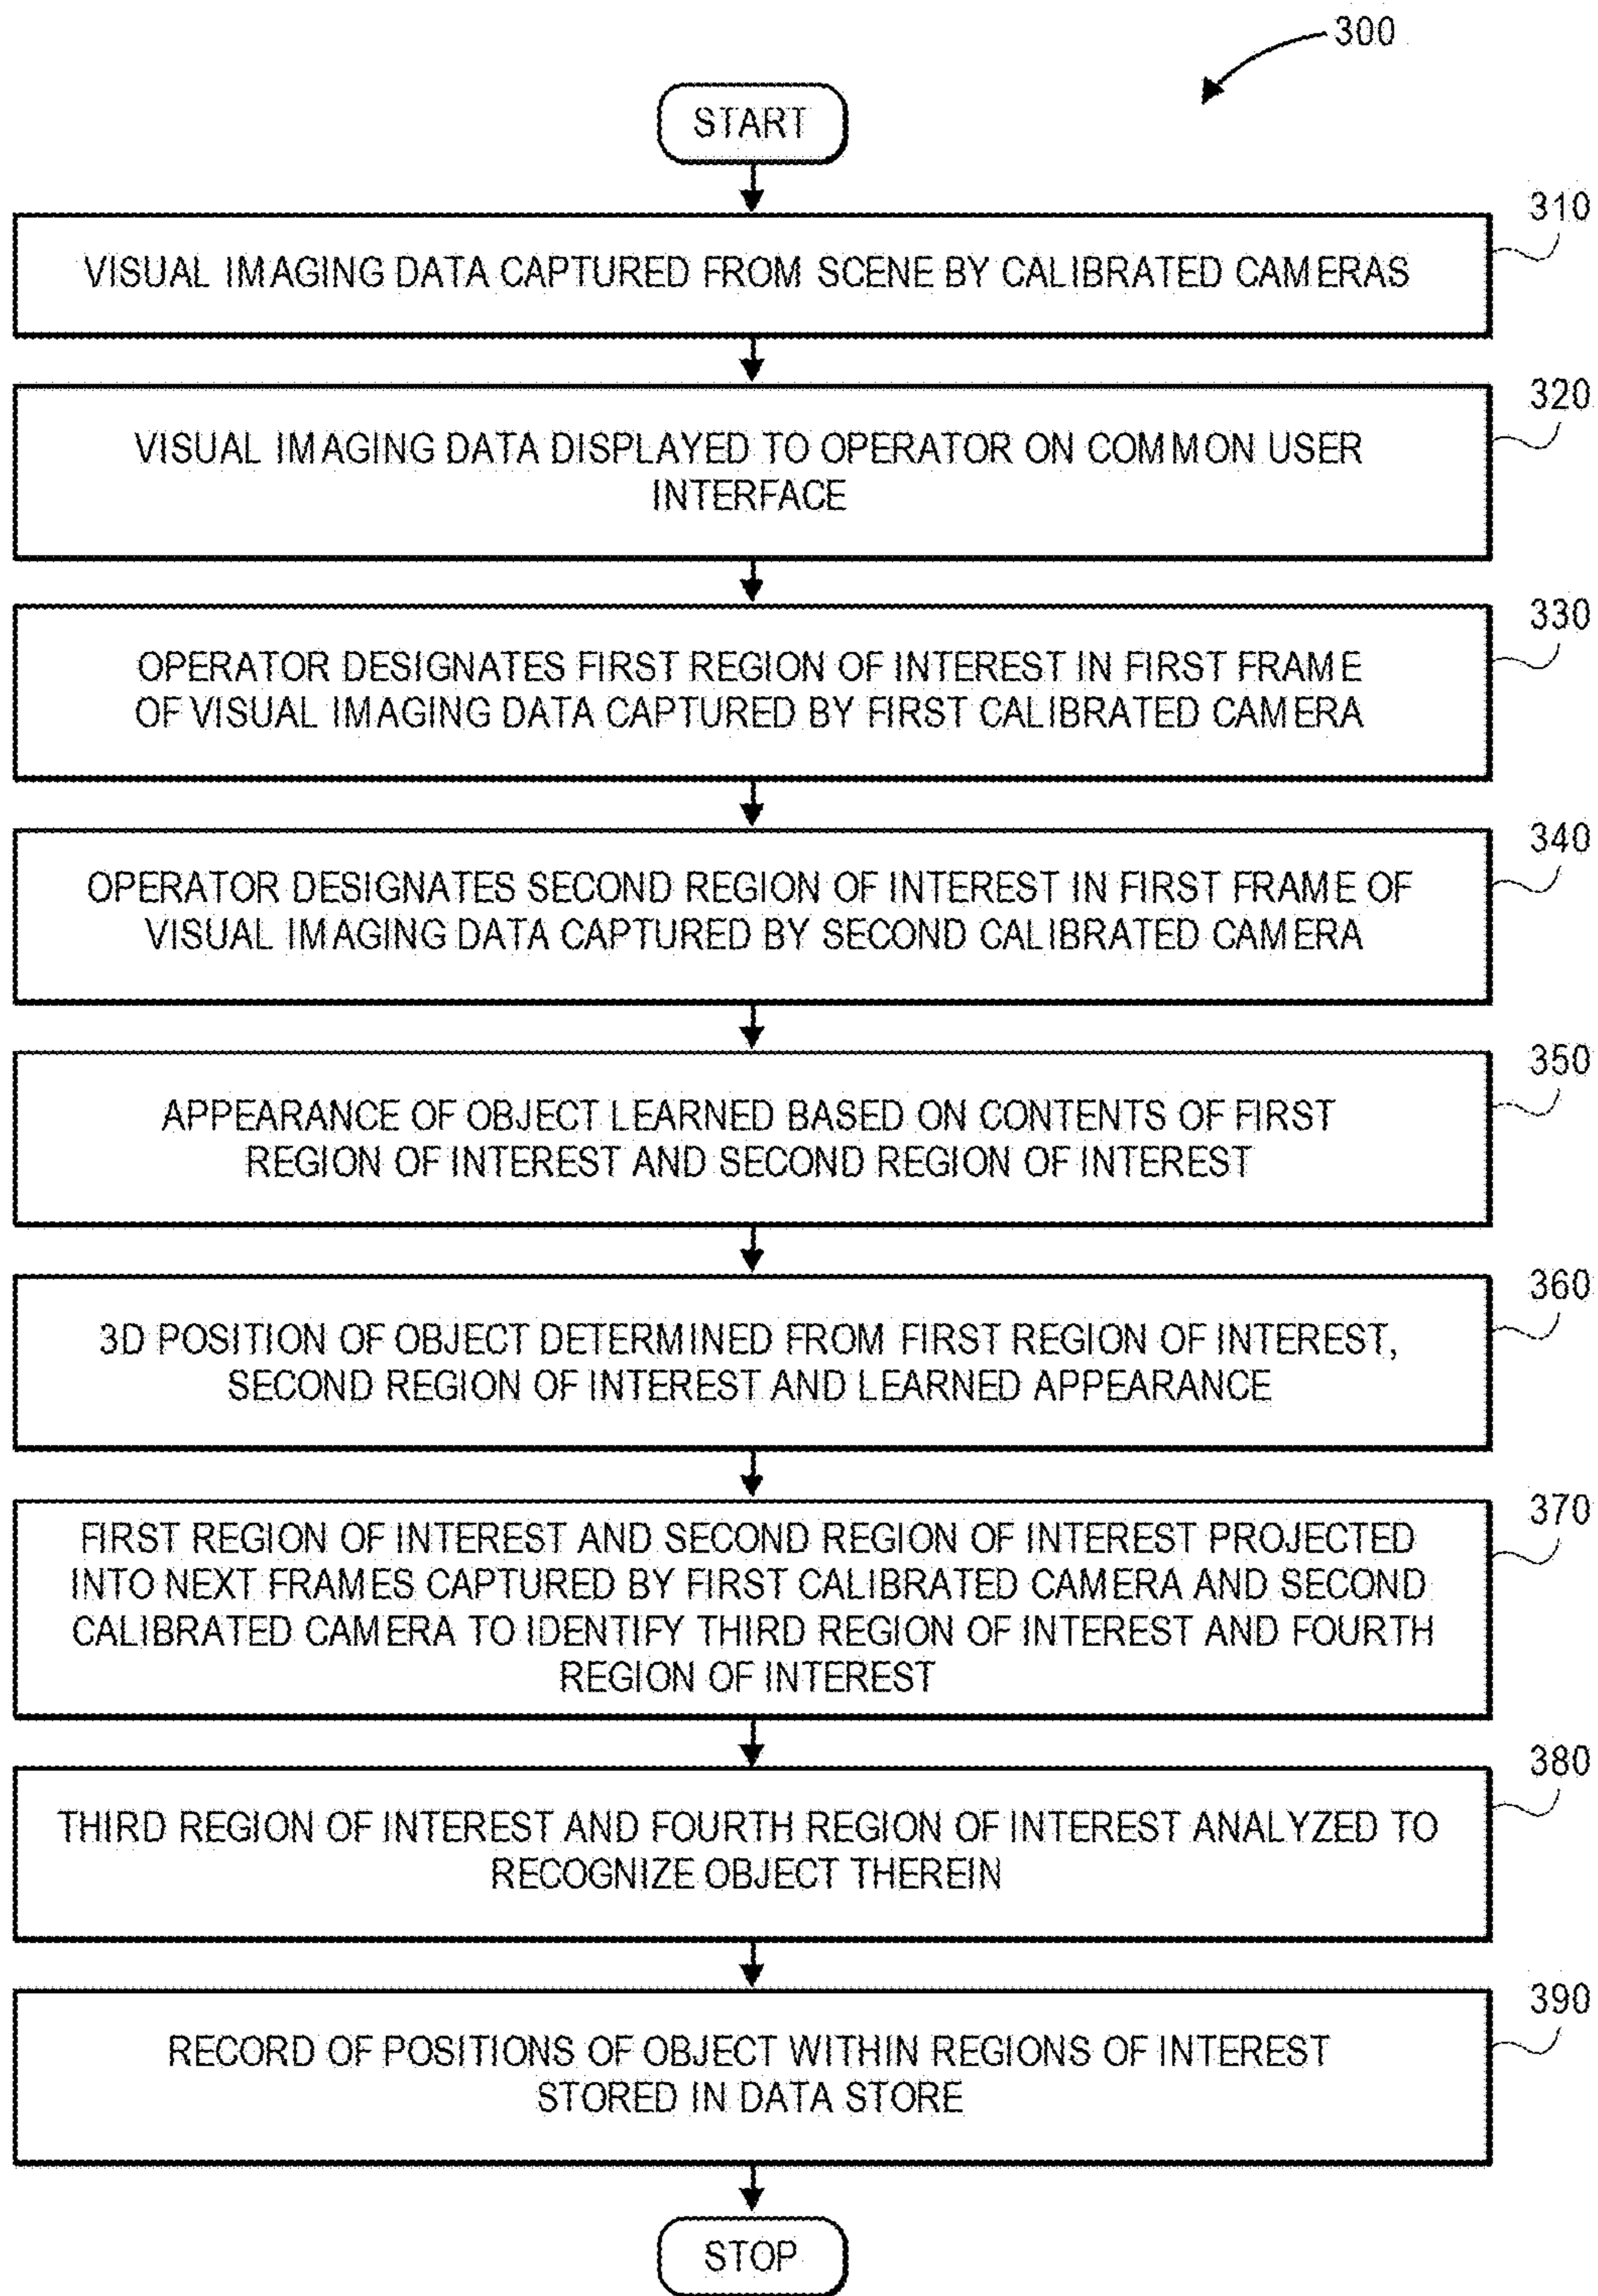 300
START
310
VISUAL IMAGING DATA CAPTURED FROM SCENE BY CALIBRATED CAMERAS
320
VISUAL IMAGING DATA DISPLAYED TO OPERATOR ON COMMON USER
INTERFACE
330
OPERATOR DESIGNATES FIRST REGION OF INTEREST IN FIRST FRAME
OF VISUAL IMAGING DATA CAPTURED BY FIRST CALIBRATED CAMERA
340
OPERATOR DESIGNATES SECOND REGION OF INTEREST IN FIRST FRAME OF
VISUAL IMAGING DATA CAPTURED BY SECOND CALIBRATED CAMERA
350
APPEARANCE OF OBJECT LEARNED BASED ON CONTENTS OF FIRST
REGION OF INTEREST AND SECOND REGION OF INTEREST
360
3D POSITION OF OBJECT DETERMINED FROM FIRST REGION OF INTEREST,
SECOND REGION OF INTEREST AND LEARNED APPEARANCE
370
FIRST REGION OF INTEREST AND SECOND REGION OF INTEREST PROJECTED
INTO NEXT FRAMES CAPTURED BY FIRST CALIBRATED CAMERA AND SECOND
CALIBRATED CAMERA TO IDENTIFY THIRD REGION OF INTEREST AND FOURTH
REGION OF INTEREST
380
THIRD REGION OF INTEREST AND FOURTH REGION OF INTEREST ANALYZED TO
RECOGNIZE OBJECT THEREIN
390
RECORD OF POSITIONS OF OBJECT WITHIN REGIONS OF INTEREST
STORED IN DATA STORE
STOP